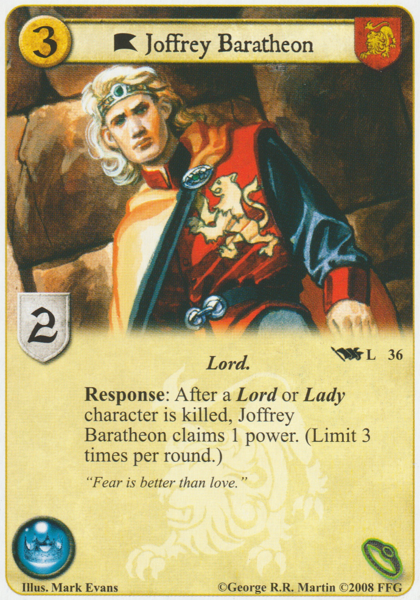 3
Joffrey Baratheon
2
L 36
Lord.
Response: After a Lord or Lady
character is killed, Joffrey
Baratheon claims 1 power. (Limit 3
times per round.)
“Fear is better than love.”
Illus. Mark Evans ©George R.R. Martin ©2008 FFG